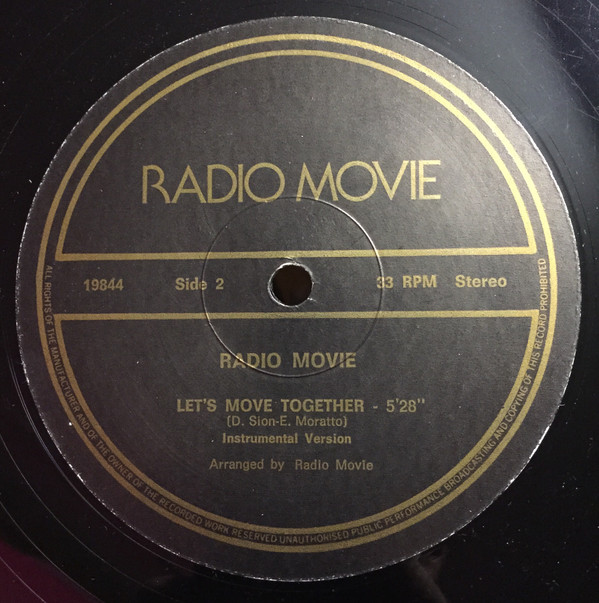 RADIO MOVIE
19844 Side 2 33 RPM Stereo
RADIO MOVIE
LET'S MOVE TOGETHER - 5'28"
(D. Sion-E. Moratto)
Instrumental Version
Arranged by Radio Movie
ALL RIGHTS OF THE MANUFACTURER AND OF THE OWNER OF THE RECORDED WORK RESERVED UNAUTHORISED PUBLIC PERFORMANCE BROADCASTING AND COPYING OF THIS RECORD PROHIBITED